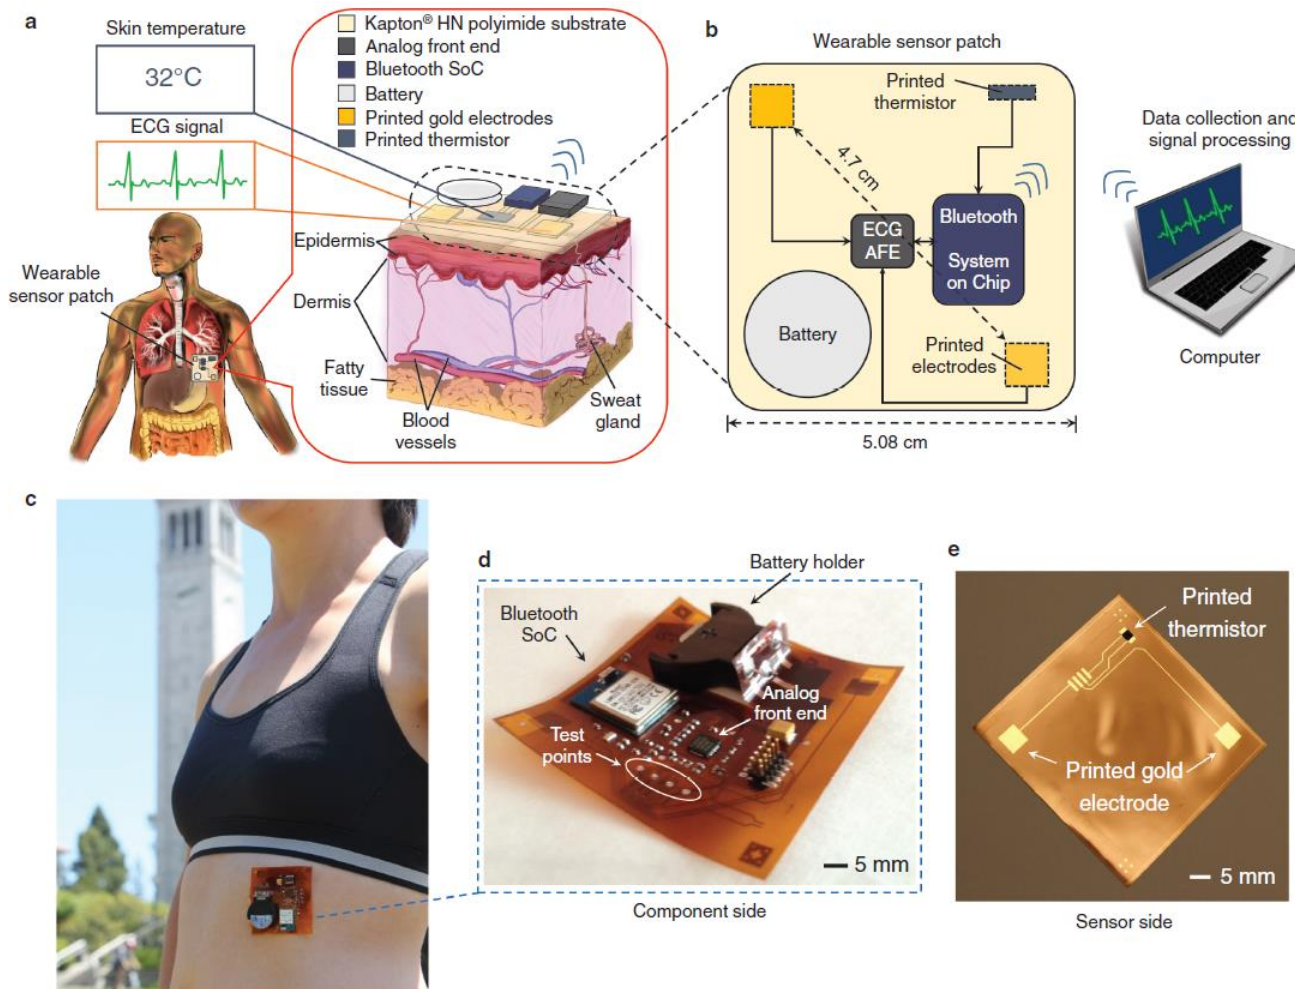 a
Skin temperature
32°C
ECG signal
Wearable
sensor patch
Kapton® HN polyimide substrate
Analog front end
Bluetooth SoC
Battery
Printed gold electrodes
Printed thermistor
Epidermis
Dermis
Fatty
tissue
Blood
vessels
Sweat
gland
b
Wearable sensor patch
Printed
thermistor
4.7 cm
ECG
AFE
Bluetooth
System
on Chip
Battery
Printed
electrodes
5.08 cm
Data collection and
signal processing
Computer
c
d
Battery holder
Bluetooth
SoC
Analog
front end
Test
points
5 mm
Component side
e
Printed
thermistor
Printed gold
electrode
5 mm
Sensor side